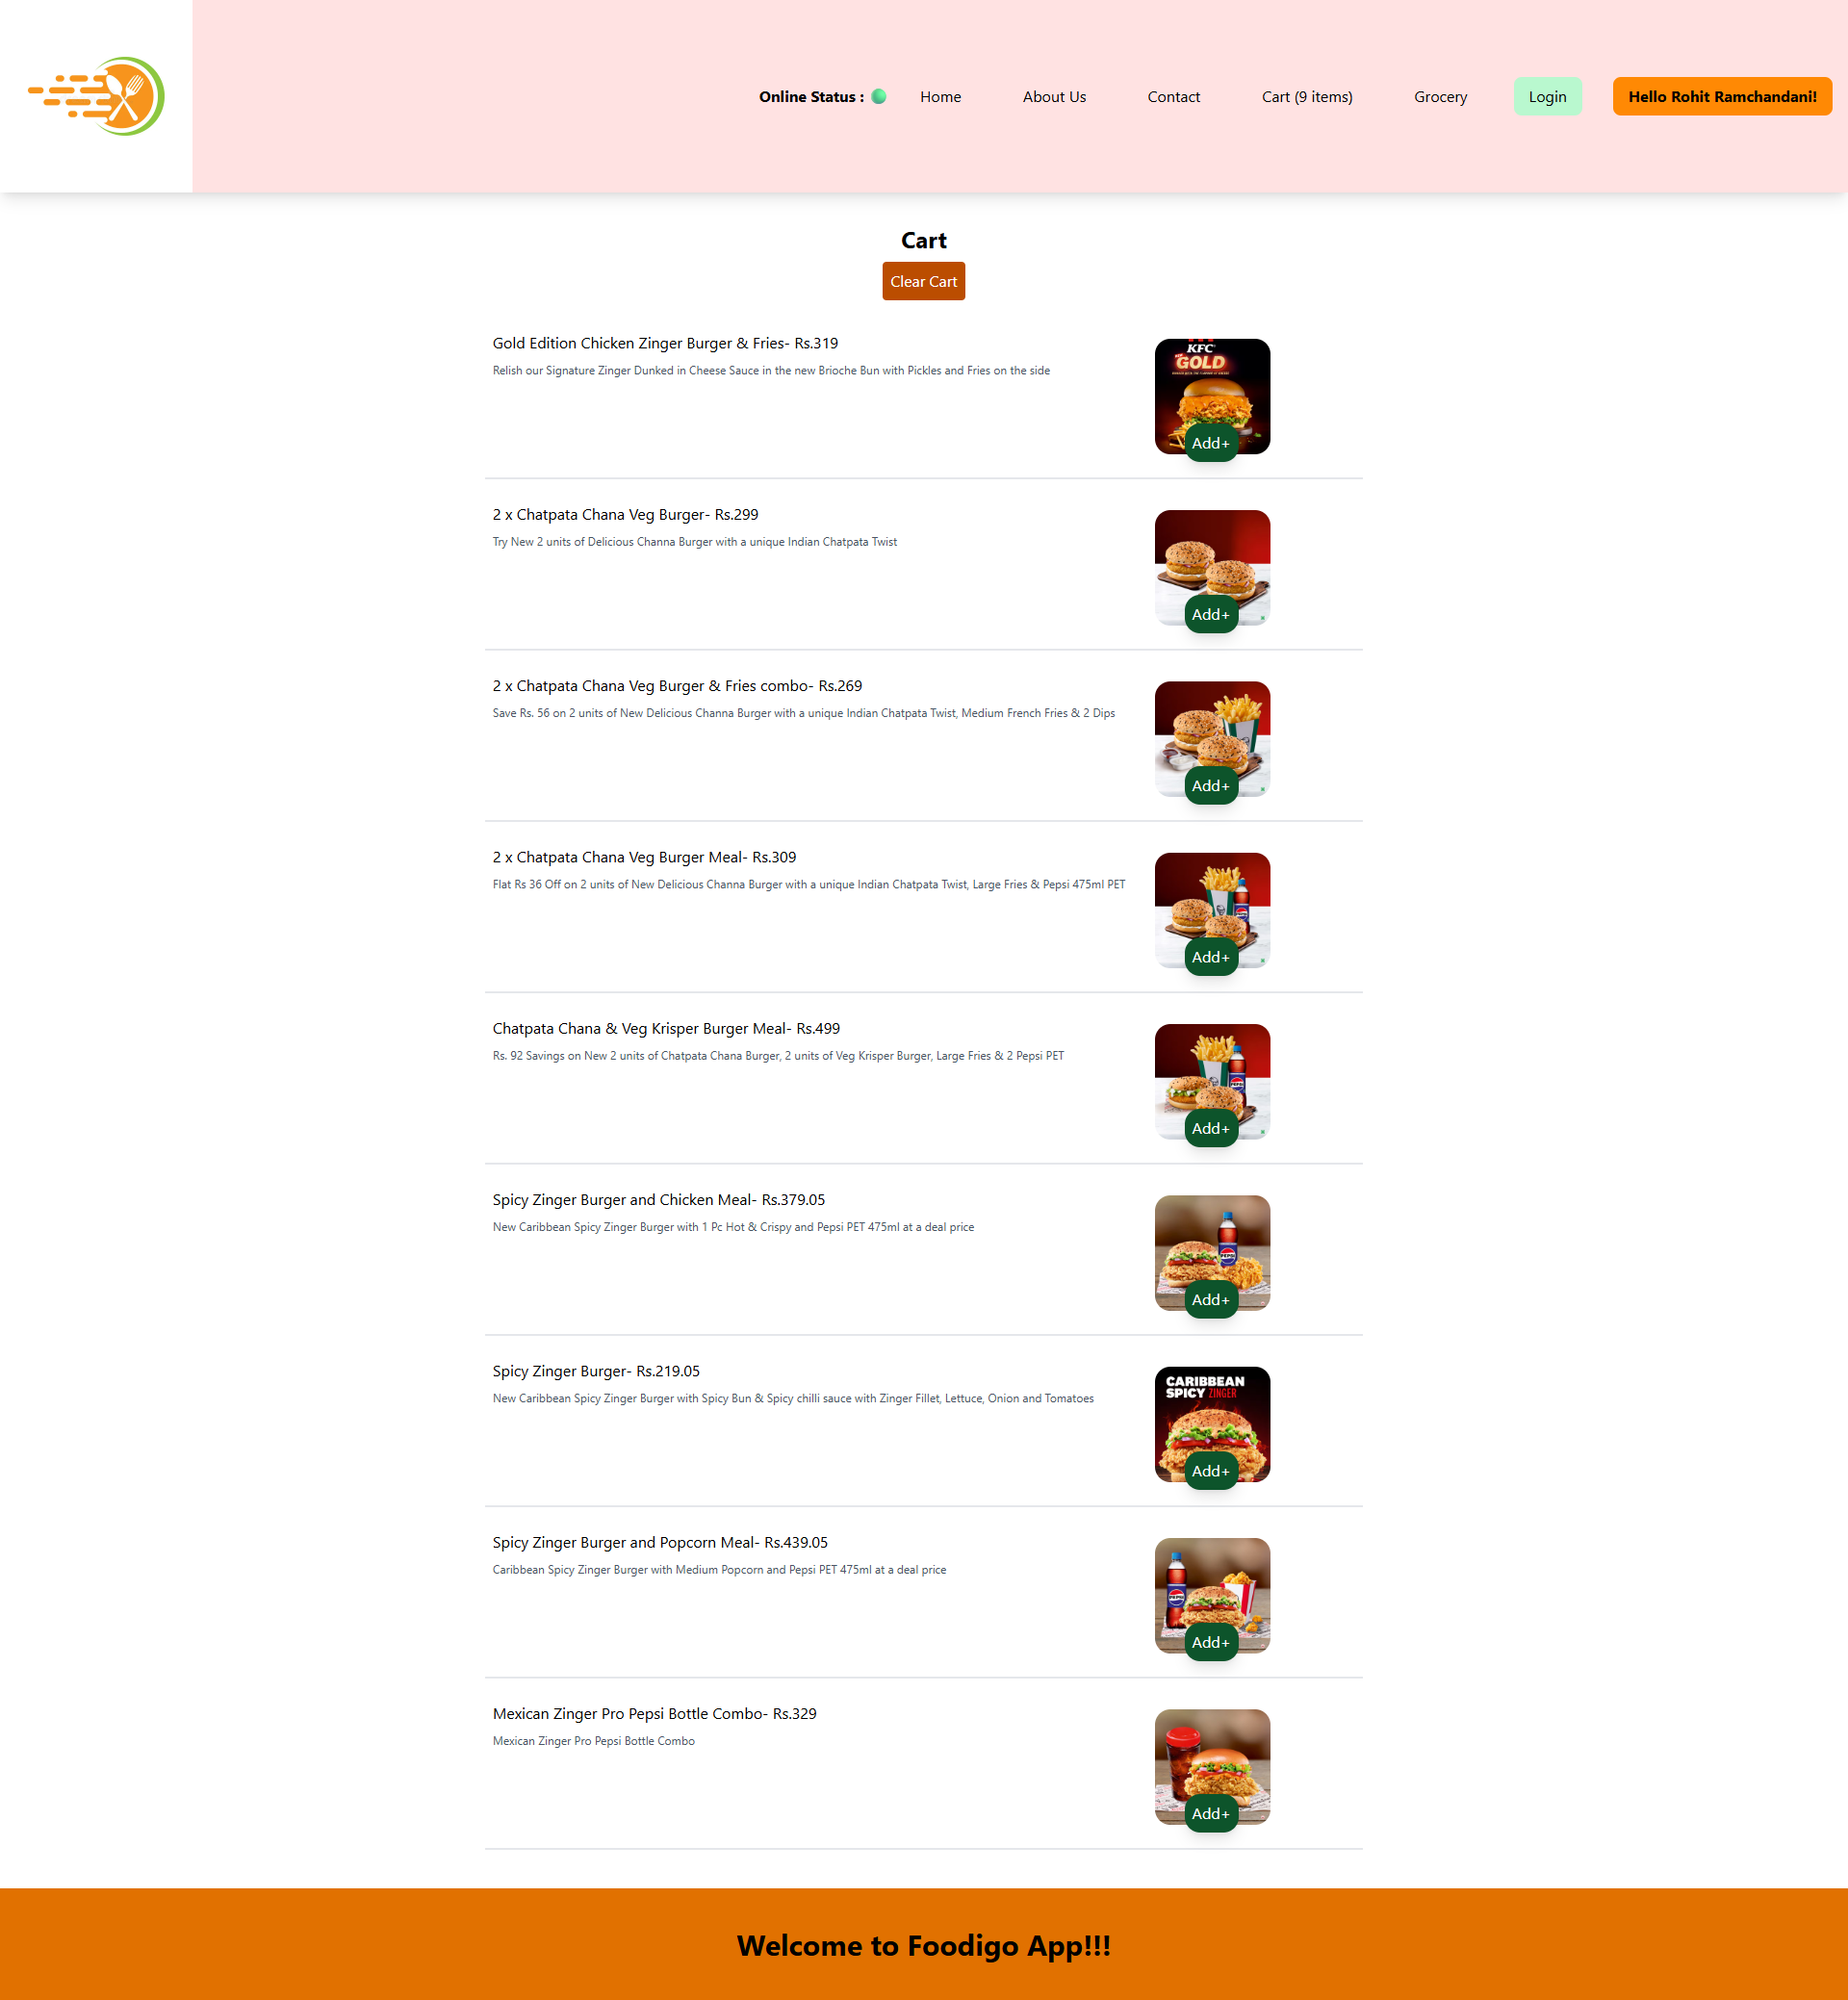 Online Status :
Home
About Us
Contact
Cart (9 items)
Grocery
Login
Hello Rohit Ramchandani!
Cart
Clear Cart
Gold Edition Chicken Zinger Burger & Fries- Rs.319
Relish our Signature Zinger Dunked in Cheese Sauce in the new Brioche Bun with Pickles and Fries on the side
KFC
GOLD
Add+
2 x Chatpata Chana Veg Burger- Rs.299
Try New 2 units of Delicious Channa Burger with a unique Indian Chatpata Twist
Add+
2 x Chatpata Chana Veg Burger & Fries combo- Rs.269
Save Rs. 56 on 2 units of New Delicious Channa Burger with a unique Indian Chatpata Twist, Medium French Fries & 2 Dips
Add+
2 x Chatpata Chana Veg Burger Meal- Rs.309
Flat Rs 36 Off on 2 units of New Delicious Channa Burger with a unique Indian Chatpata Twist, Large Fries & Pepsi 475ml PET
Add+
Chatpata Chana & Veg Krisper Burger Meal- Rs.499
Rs. 92 Savings on New 2 units of Chatpata Chana Burger, 2 units of Veg Krisper Burger, Large Fries & 2 Pepsi PET
PEPSI
Add+
Spicy Zinger Burger and Chicken Meal- Rs.379.05
New Caribbean Spicy Zinger Burger with 1 Pc Hot & Crispy and Pepsi PET 475ml at a deal price
PEPSI
Add+
Spicy Zinger Burger- Rs.219.05
New Caribbean Spicy Zinger Burger with Spicy Bun & Spicy chilli sauce with Zinger Fillet, Lettuce, Onion and Tomatoes
CARIBBEAN
SPICY ZINGER
Add+
Spicy Zinger Burger and Popcorn Meal- Rs.439.05
Caribbean Spicy Zinger Burger with Medium Popcorn and Pepsi PET 475ml at a deal price
PEPSI
Add+
Mexican Zinger Pro Pepsi Bottle Combo- Rs.329
Mexican Zinger Pro Pepsi Bottle Combo
Add+
Welcome to Foodigo App!!!